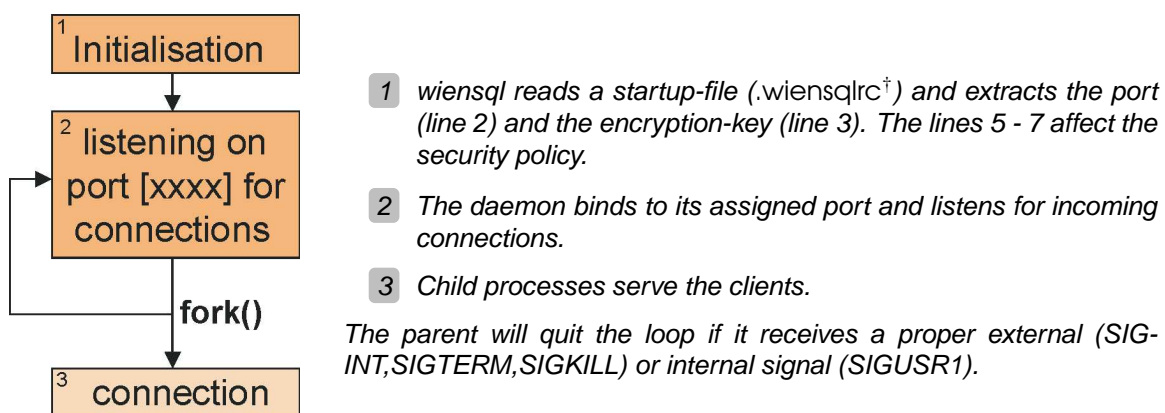 1
Initialisation
2
listening on
port [xxxx] for
connections
fork()
3
connection
1 wiensql reads a startup-file (.wiensqlrc†) and extracts the port
(line 2) and the encryption-key (line 3). The lines 5 - 7 affect the
security policy.
2 The daemon binds to its assigned port and listens for incoming
connections.
3 Child processes serve the clients.
The parent will quit the loop if it receives a proper external (SIG-
INT,SIGTERM,SIGKILL) or internal signal (SIGUSR1).